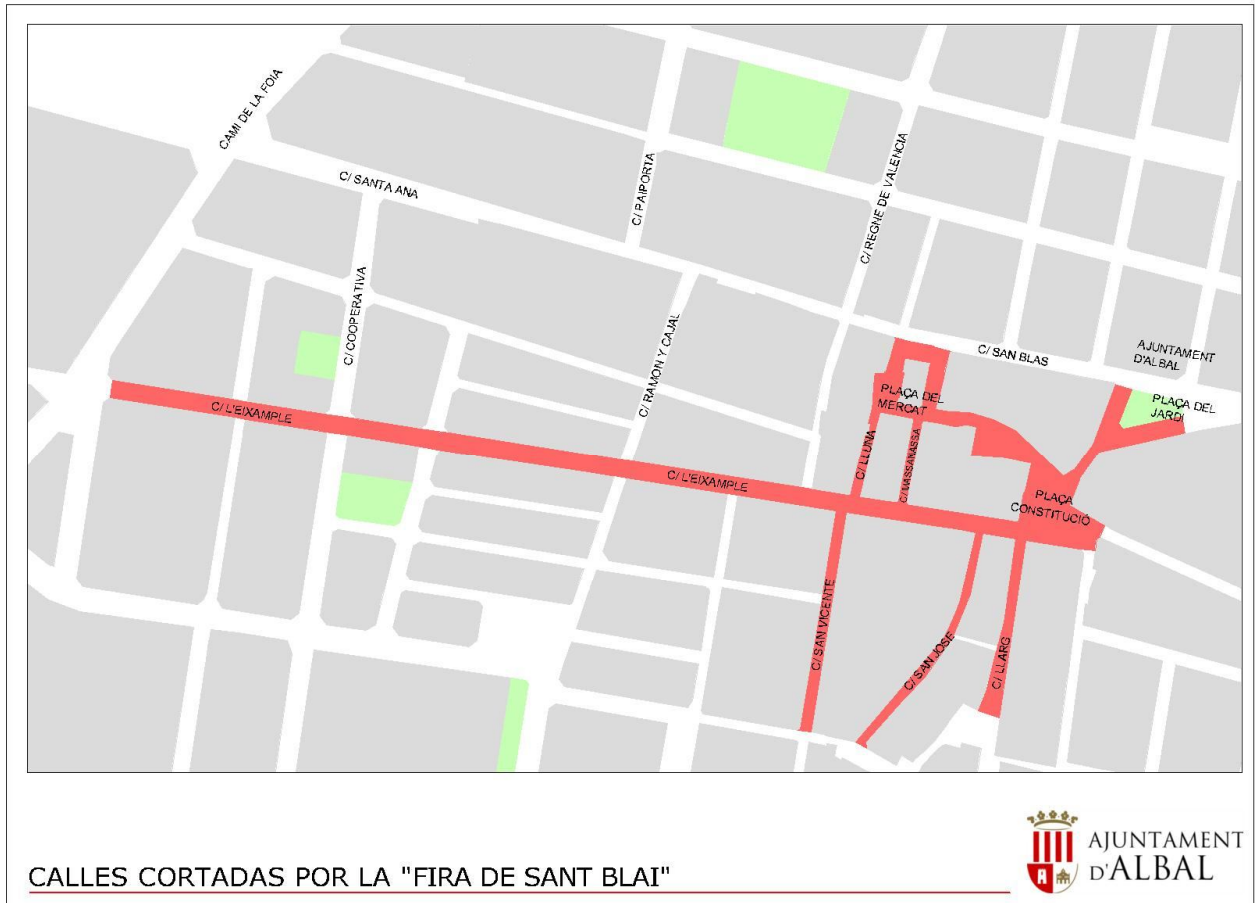 CAMI DE LA FOIA
C/ SANTA ANA
C/ PAIPORTA
C/ REGNE DE VALENCIA
C/ COOPERATIVA
C/ RAMON Y CAJAL
C/ SAN BLAS
AJUNTAMENT
D'ALBAL
PLAÇA DEL
JARDÍ
PLAÇA DEL
MERCAT
C/ L'EIXAMPLE
C/ L'EIXAMPLE
C/ LLUNA
C/ MASSANASSA
PLAÇA
CONSTITUCIÓ
C/ SAN VICENTE
C/ SAN JOSE
C/ LLARG
CALLES CORTADAS POR LA "FIRA DE SANT BLAI"
A
AJUNTAMENT
D'ALBAL